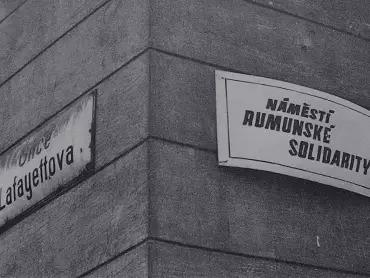 Lafayettova
NÁMĚSTÍ
RUMUNSKÉ
SOLIDARITY